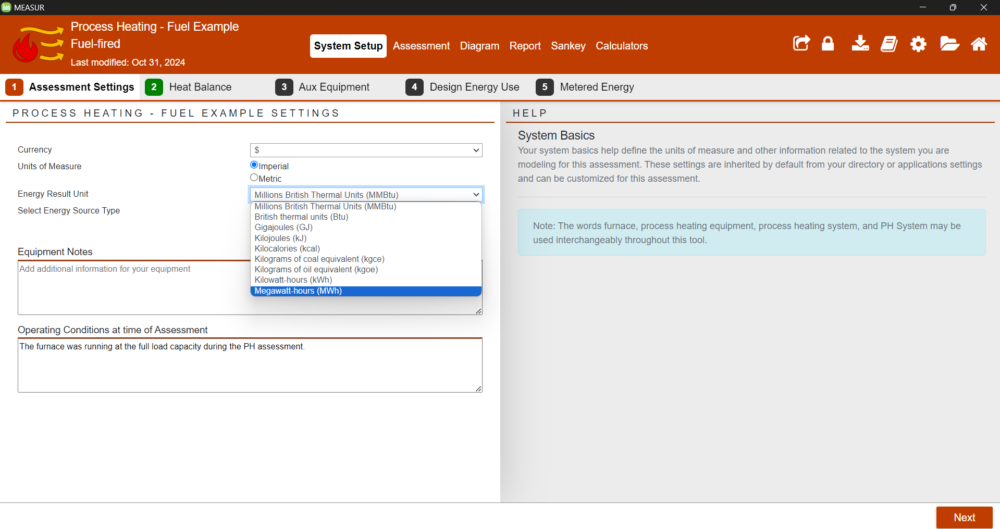 MEASUR
Process Heating - Fuel Example
Fuel-fired
Last modified: Oct 31, 2024
System Setup Assessment Diagram Report Sankey Calculators
1 Assessment Settings 2 Heat Balance 3 Aux Equipment 4 Design Energy Use 5 Metered Energy
PROCESS HEATING - FUEL EXAMPLE SETTINGS
Currency $
Units of Measure Imperial
Metric
Energy Result Unit Millions British Thermal Units (MMBtu)
Select Energy Source Type
Millions British Thermal Units (MMBtu)
British thermal units (Btu)
Gigajoules (GJ)
Kilojoules (kJ)
Kilocalories (kcal)
Kilograms of coal equivalent (kgce)
Kilograms of oil equivalent (kgoe)
Kilowatt-hours (kWh)
Megawatt-hours (MWh)
Equipment Notes
Add additional information for your equipment
Operating Conditions at time of Assessment
The furnace was running at the full load capacity during the PH assessment.
HELP
System Basics
Your system basics help define the units of measure and other information related to the system you are
modeling for this assessment. These settings are inherited by default from your directory or applications settings
and can be customized for this assessment.
Note: The words furnace, process heating equipment, process heating system, and PH System may be
used interchangeably throughout this tool.
Next